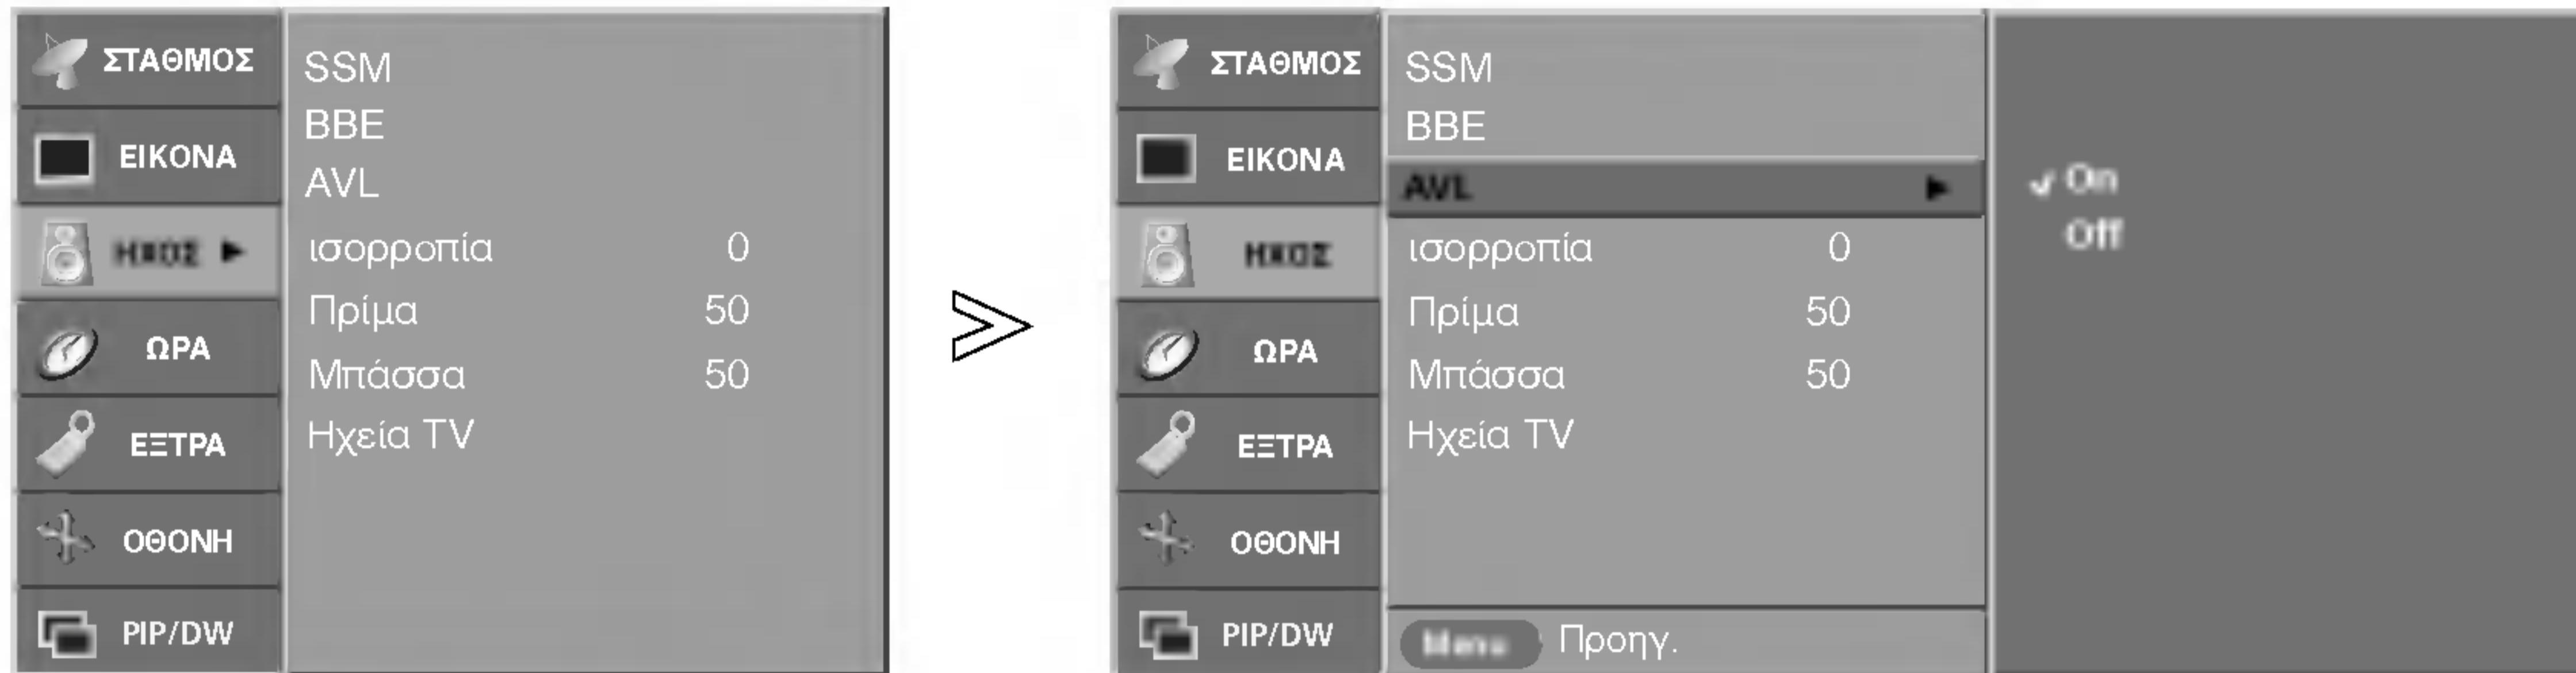 ΣΤΑΘΜΟΣ
ΕΙΚΟΝΑ
ΗΧΟΣ
ΩΡΑ
ΕΞΤΡΑ
ΟΘΟΝΗ
PIP/DW
SSM
BBE
AVL
ισορροπία 0
Πρίμα 50
Μπάσσα 50
Ηχεία TV
ΣΤΑΘΜΟΣ
ΕΙΚΟΝΑ
ΗΧΟΣ
ΩΡΑ
ΕΞΤΡΑ
ΟΘΟΝΗ
PIP/DW
SSM
BBE
AVL
ισορροπία 0
Πρίμα 50
Μπάσσα 50
Ηχεία TV
Menu Προηγ.
On
Off